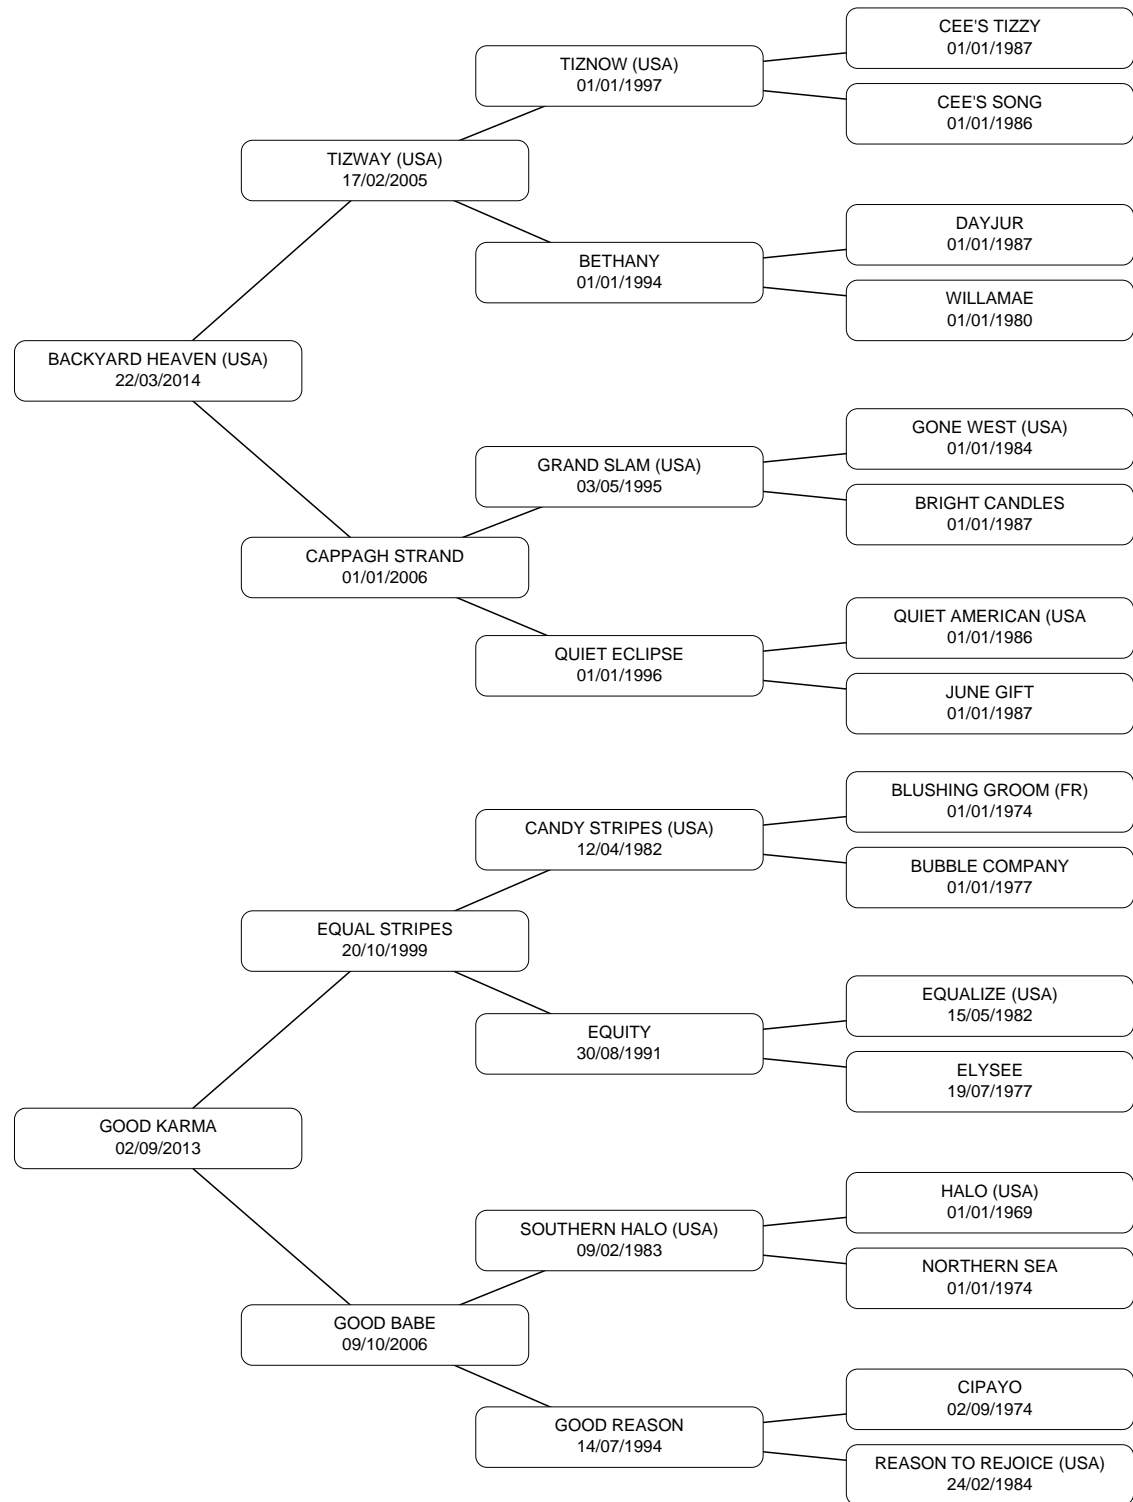 CEE'S TIZZY
01/01/1987
TIZNOW (USA)
01/01/1997
CEE'S SONG
01/01/1986
TIZWAY (USA)
17/02/2005
DAYJUR
01/01/1987
BETHANY
01/01/1994
WILLAMAE
01/01/1980
BACKYARD HEAVEN (USA)
22/03/2014
GONE WEST (USA)
01/01/1984
GRAND SLAM (USA)
03/05/1995
BRIGHT CANDLES
01/01/1987
CAPPAGH STRAND
01/01/2006
QUIET AMERICAN (USA
01/01/1986
QUIET ECLIPSE
01/01/1996
JUNE GIFT
01/01/1987
BLUSHING GROOM (FR)
01/01/1974
CANDY STRIPES (USA)
12/04/1982
BUBBLE COMPANY
01/01/1977
EQUAL STRIPES
20/10/1999
EQUALIZE (USA)
15/05/1982
EQUITY
30/08/1991
ELYSEE
19/07/1977
GOOD KARMA
02/09/2013
HALO (USA)
01/01/1969
SOUTHERN HALO (USA)
09/02/1983
NORTHERN SEA
01/01/1974
GOOD BABE
09/10/2006
CIPAYO
02/09/1974
GOOD REASON
14/07/1994
REASON TO REJOICE (USA)
24/02/1984